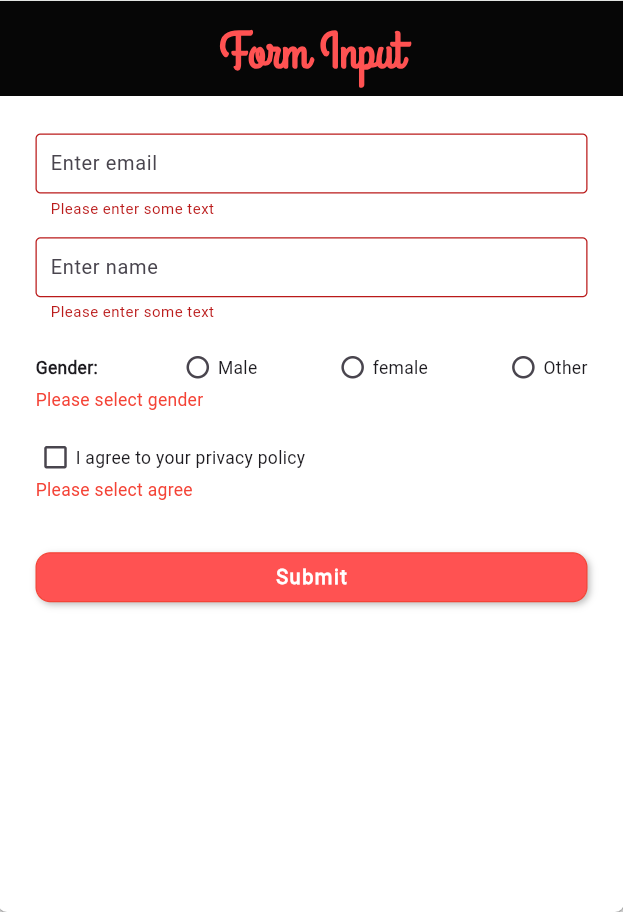 Form Input
Enter email
Please enter some text
Enter name
Please enter some text
Gender: Male female Other
Please select gender
I agree to your privacy policy
Please select agree
Submit